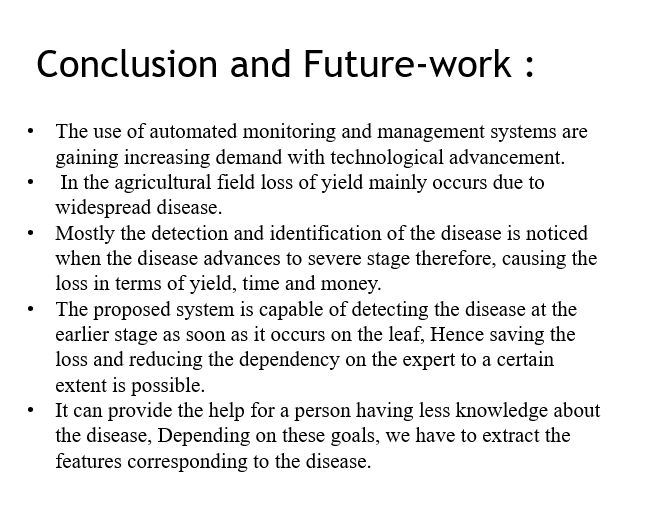 Conclusion and Future-work :
• The use of automated monitoring and management systems are
gaining increasing demand with technological advancement.
• In the agricultural field loss of yield mainly occurs due to
widespread disease.
• Mostly the detection and identification of the disease is noticed
when the disease advances to severe stage therefore, causing the
loss in terms of yield, time and money.
• The proposed system is capable of detecting the disease at the
earlier stage as soon as it occurs on the leaf, Hence saving the
loss and reducing the dependency on the expert to a certain
extent is possible.
• It can provide the help for a person having less knowledge about
the disease, Depending on these goals, we have to extract the
features corresponding to the disease.